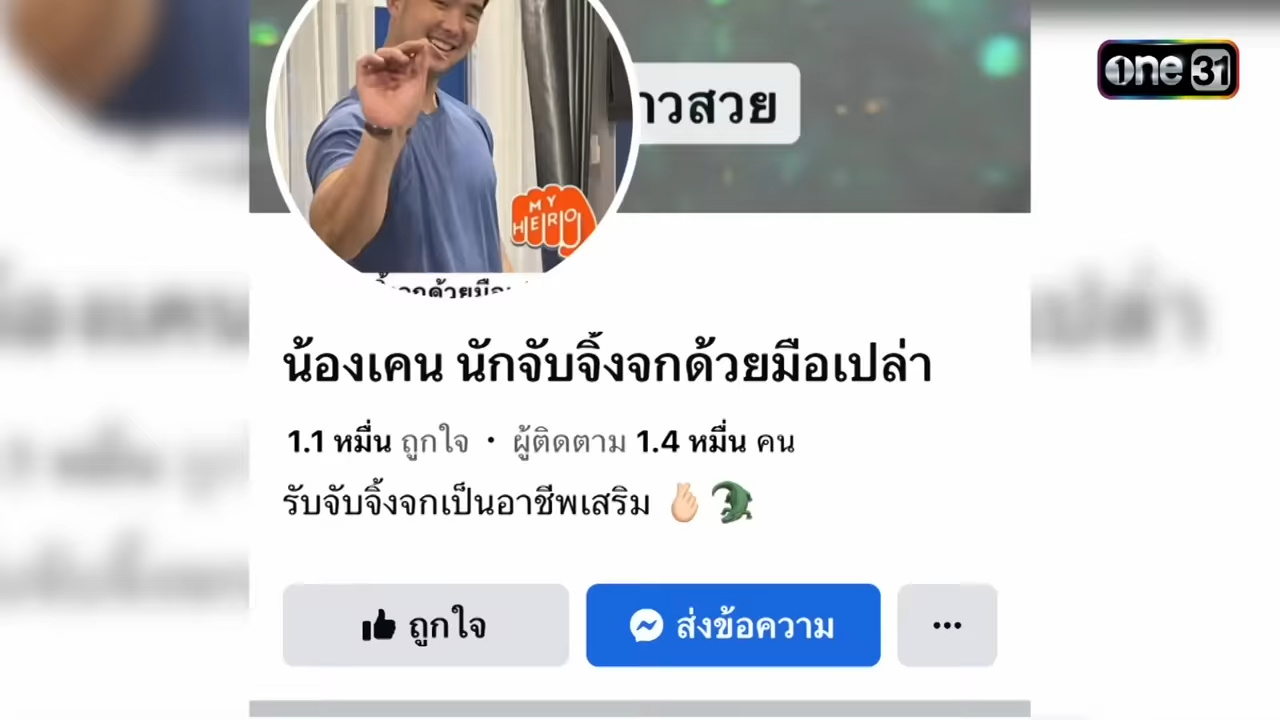 one 31
าวสวย
MY
HERO
น้องเคน นักจับจิ้งจกด้วยมือเปล่า
1.1 หมื่น ถูกใจ • ผู้ติดตาม 1.4 หมื่น คน
รับจับจิ้งจกเป็นอาชีพเสริม 🫰🏻🐊
ถูกใจ
ส่งข้อความ
...